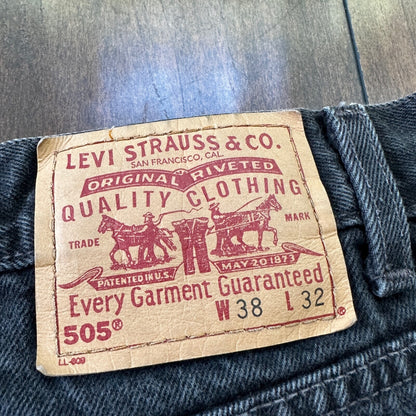 LEVI STRAUSS & CO.
SAN FRANCISCO, CAL.
ORIGINAL RIVETED
QUALITY CLOTHING
TRADE MARK
PATENTED IN U.S. MAY 20 1873
Every Garment Guaranteed
505® W 38 L 32
®